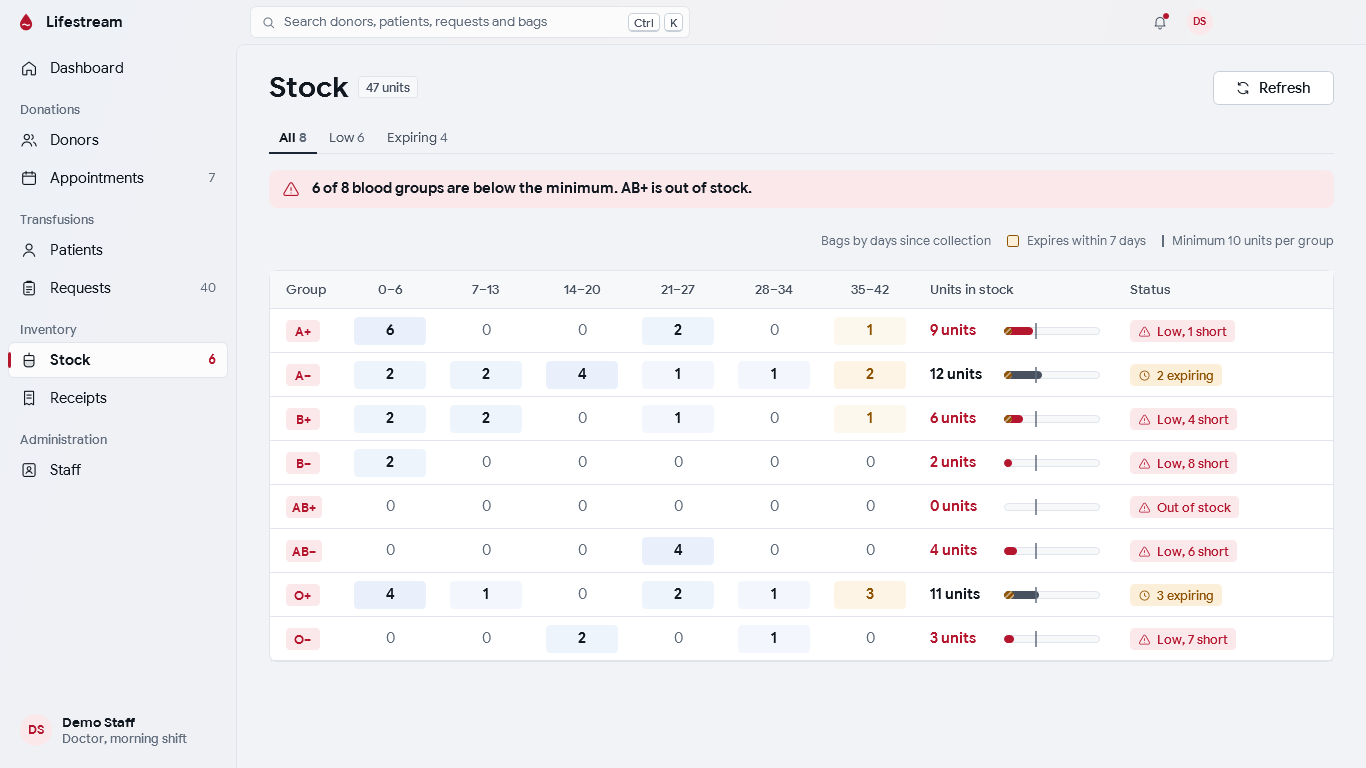 Lifestream
Search donors, patients, requests and bags
Ctrl K
DS
Dashboard
Donations
Donors
Appointments 7
Transfusions
Patients
Requests 40
Inventory
Stock 6
Receipts
Administration
Staff
DS
Demo Staff
Doctor, morning shift
Stock 47 units
Refresh
All 8 Low 6 Expiring 4
6 of 8 blood groups are below the minimum. AB+ is out of stock.
Bags by days since collection Expires within 7 days Minimum 10 units per group
Group 0–6 7–13 14–20 21–27 28–34 35–42 Units in stock Status
A+ 6 0 0 2 0 1 9 units Low, 1 short
A− 2 2 4 1 1 2 12 units 2 expiring
B+ 2 2 0 1 0 1 6 units Low, 4 short
B− 2 0 0 0 0 0 2 units Low, 8 short
AB+ 0 0 0 0 0 0 0 units Out of stock
AB− 0 0 0 4 0 0 4 units Low, 6 short
O+ 4 1 0 2 1 3 11 units 3 expiring
O− 0 0 2 0 1 0 3 units Low, 7 short